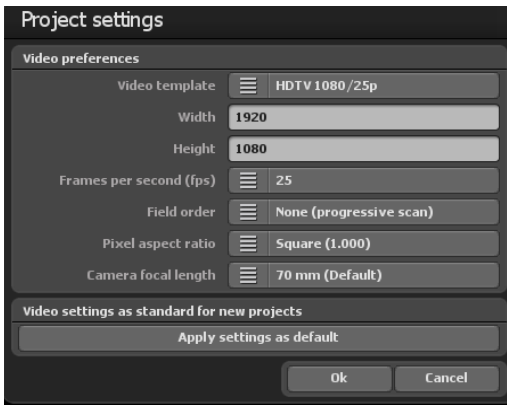 Project settings
Video preferences
Video template HDTV 1080/25p
Width 1920
Height 1080
Frames per second (fps) 25
Field order None (progressive scan)
Pixel aspect ratio Square (1.000)
Camera focal length 70 mm (Default)
Video settings as standard for new projects
Apply settings as default
Ok Cancel